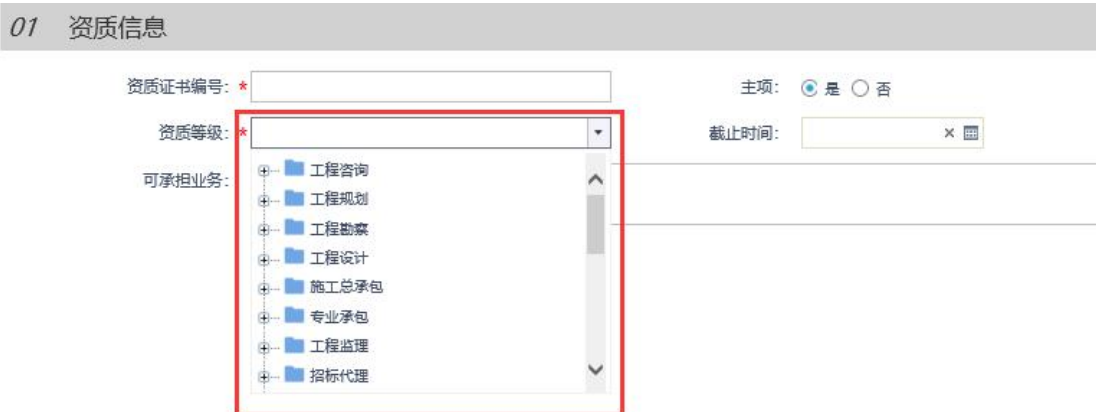 01 资质信息
资质证书编号: * 主项: 是 否
资质等级: * 截止时间:
可承担业务:
工程咨询
工程规划
工程勘察
工程设计
施工总承包
专业承包
工程监理
招标代理